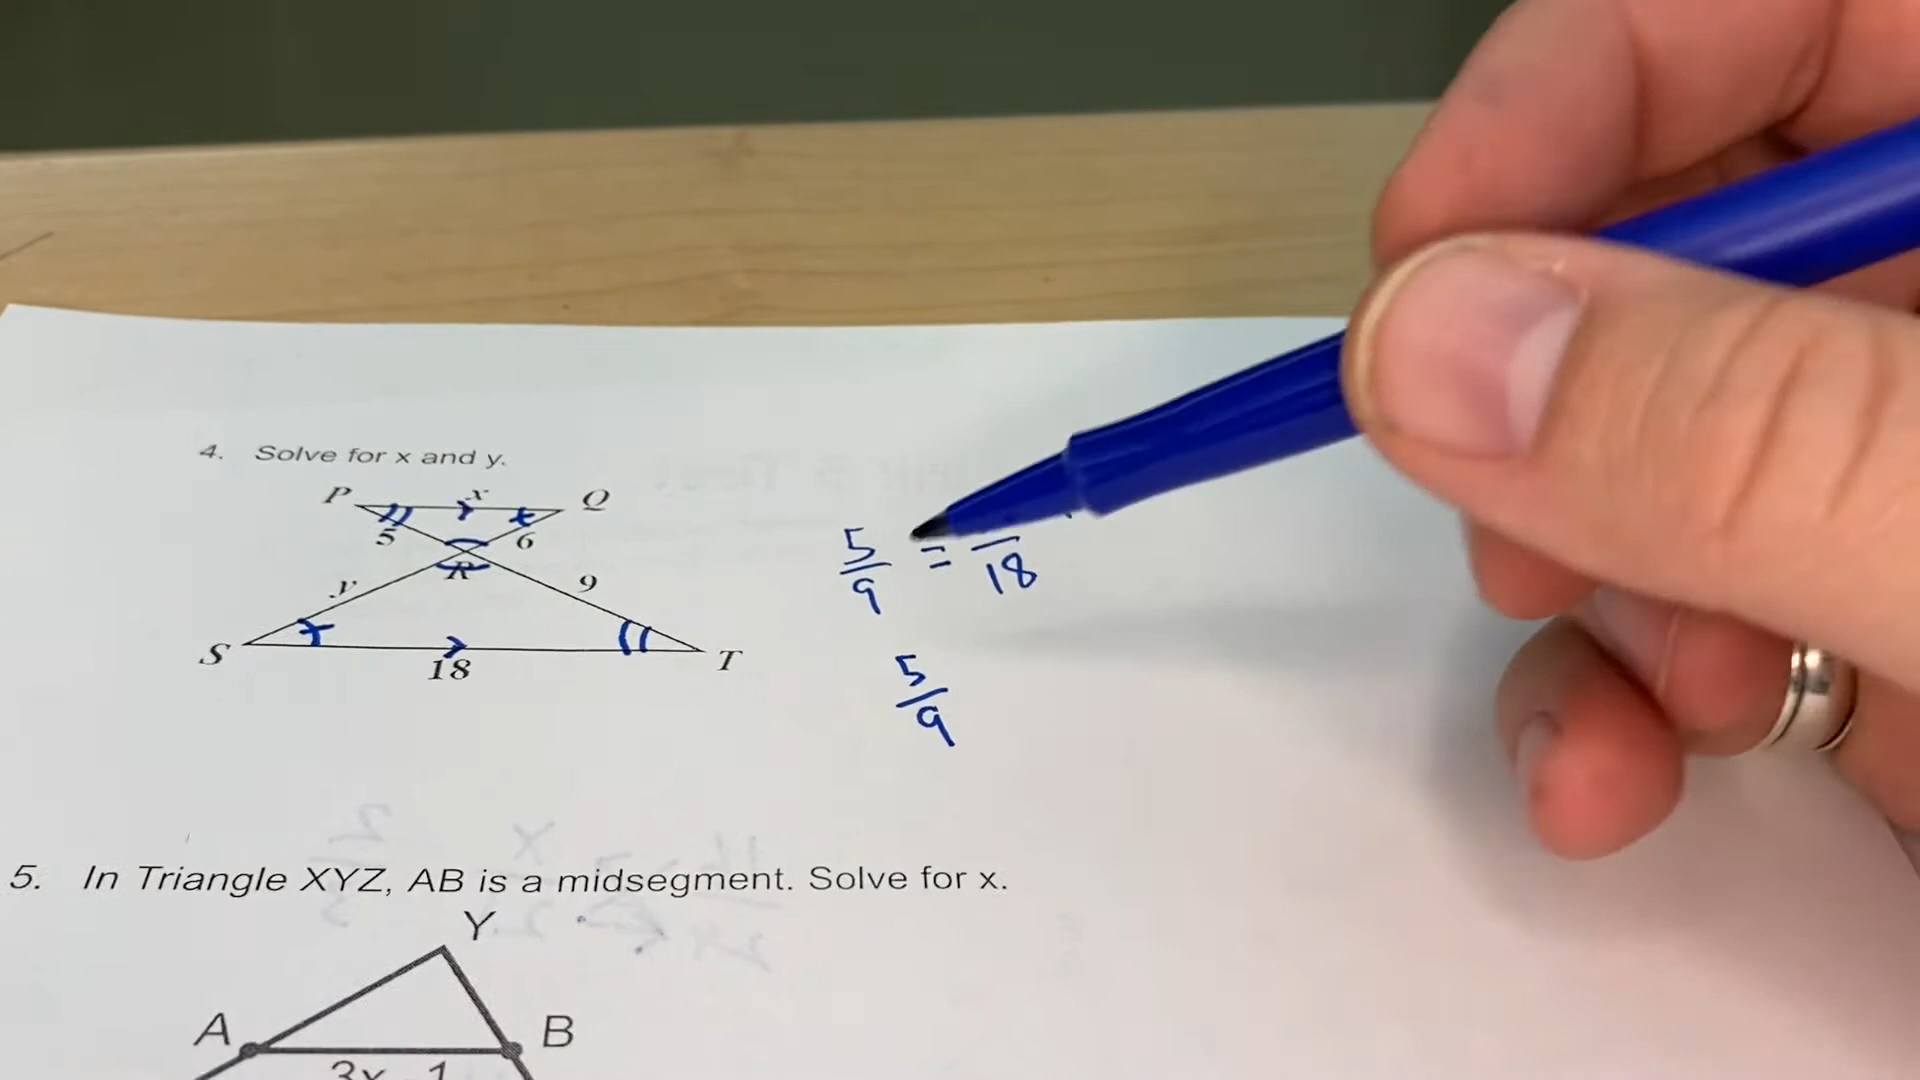 4. Solve for x and y.
P x Q
5 6
R
y 9
S 18 T
5/9 = /18
5/9
5. In Triangle XYZ, AB is a midsegment. Solve for x.
Y
A B